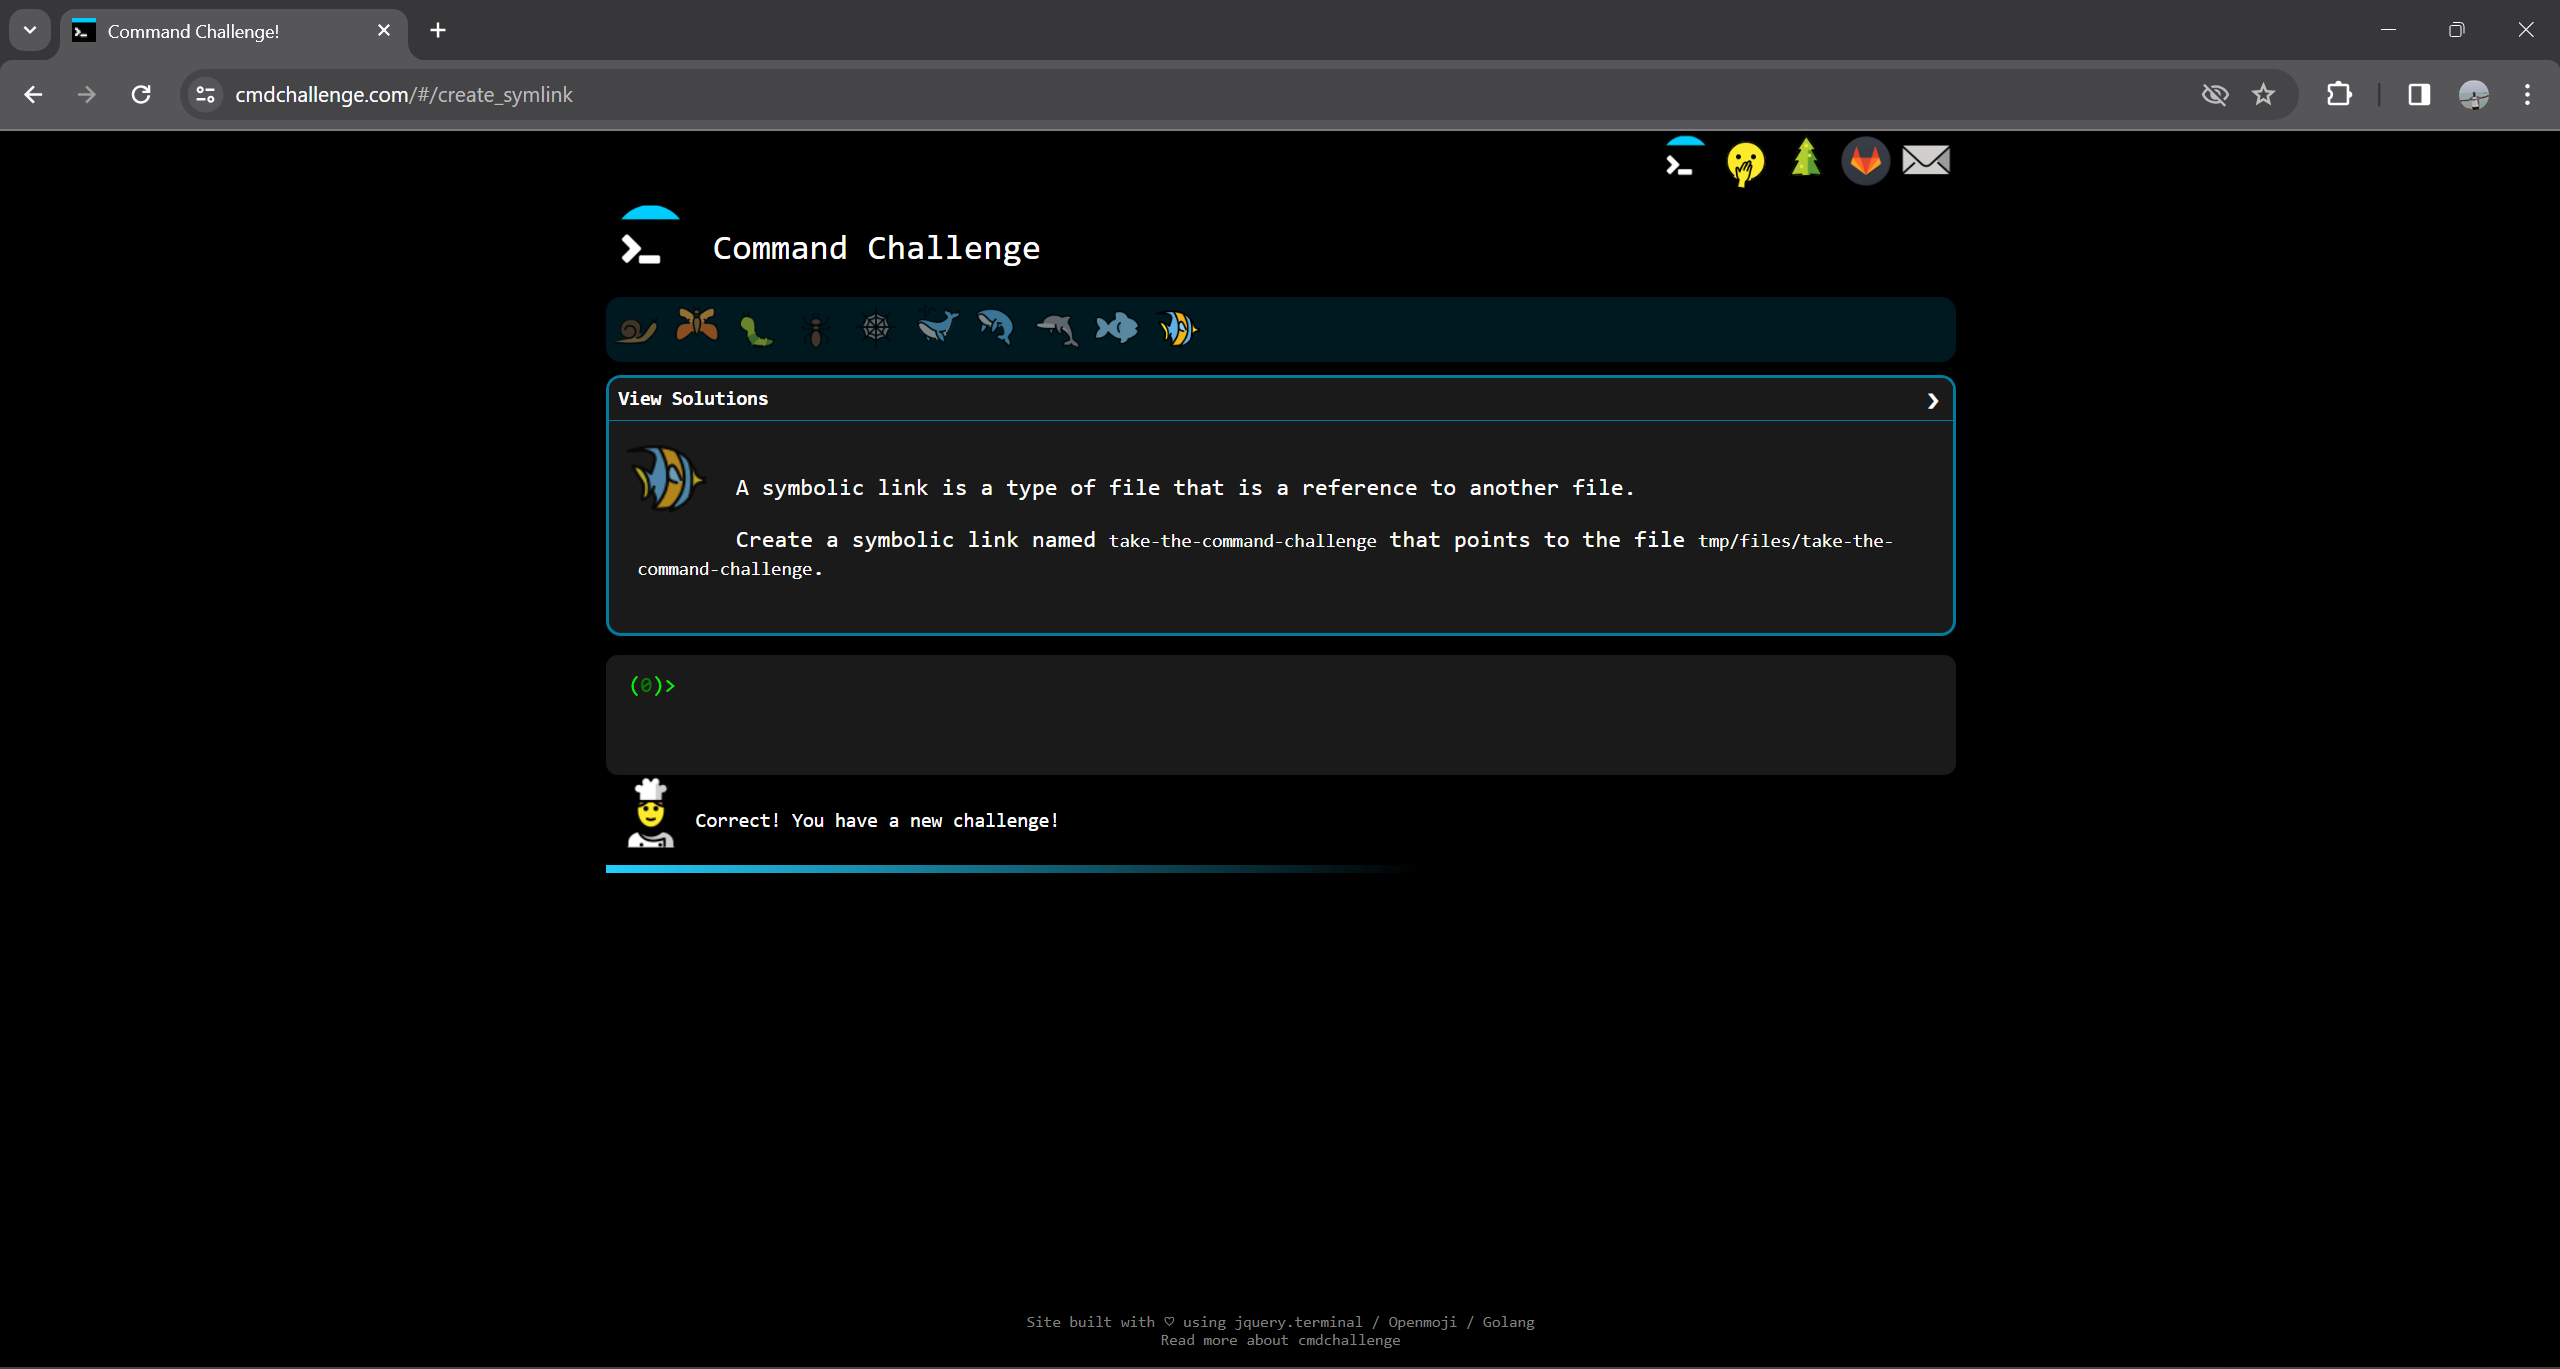 Command Challenge!
cmdchallenge.com/#/create_symlink
Command Challenge
View Solutions
A symbolic link is a type of file that is a reference to another file.
Create a symbolic link named take-the-command-challenge that points to the file tmp/files/take-the-
command-challenge.
(0)>
Correct! You have a new challenge!
Site built with ♡ using jquery.terminal / Openmoji / Golang
Read more about cmdchallenge